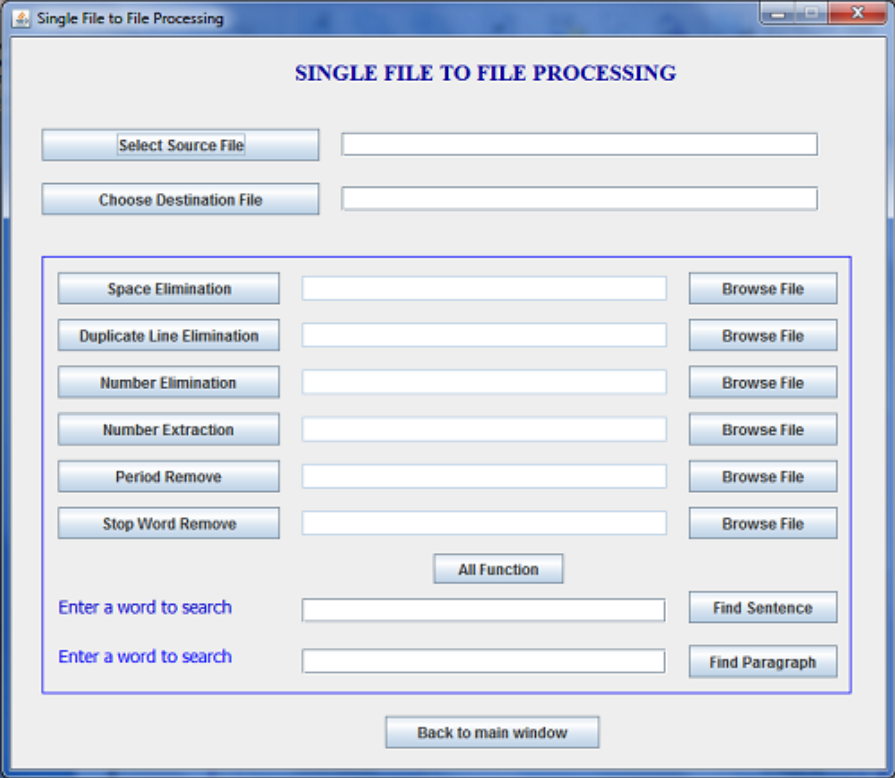 Single File to File Processing
SINGLE FILE TO FILE PROCESSING
Select Source File
Choose Destination File
Space Elimination Browse File
Duplicate Line Elimination Browse File
Number Elimination Browse File
Number Extraction Browse File
Period Remove Browse File
Stop Word Remove Browse File
All Function
Enter a word to search Find Sentence
Enter a word to search Find Paragraph
Back to main window